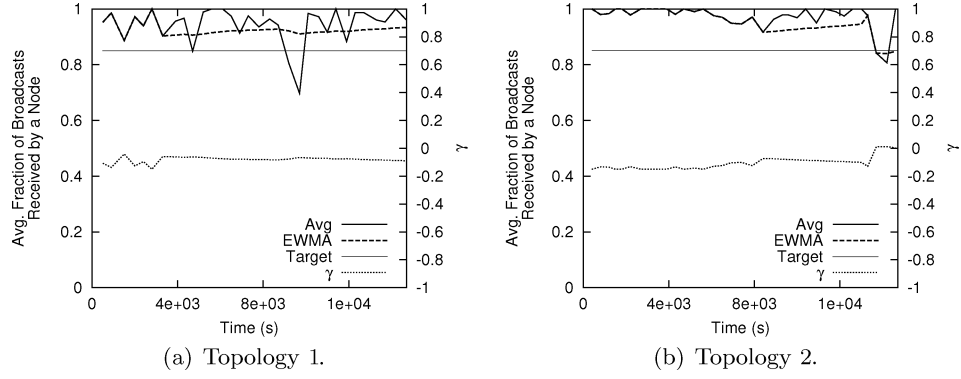 1
0.8
0.6
0.4
0.2
0
Avg. Fraction of Broadcasts
Received by a Node
1
0.8
0.6
0.4
0.2
0
-0.2
-0.4
-0.6
-0.8
-1
γ
Avg
EWMA
Target
γ
0 4e+03 8e+03 1e+04
Time (s)
(a) Topology 1.
1
0.8
0.6
0.4
0.2
0
Avg. Fraction of Broadcasts
Received by a Node
1
0.8
0.6
0.4
0.2
0
-0.2
-0.4
-0.6
-0.8
-1
γ
Avg
EWMA
Target
γ
0 4e+03 8e+03 1e+04
Time (s)
(b) Topology 2.